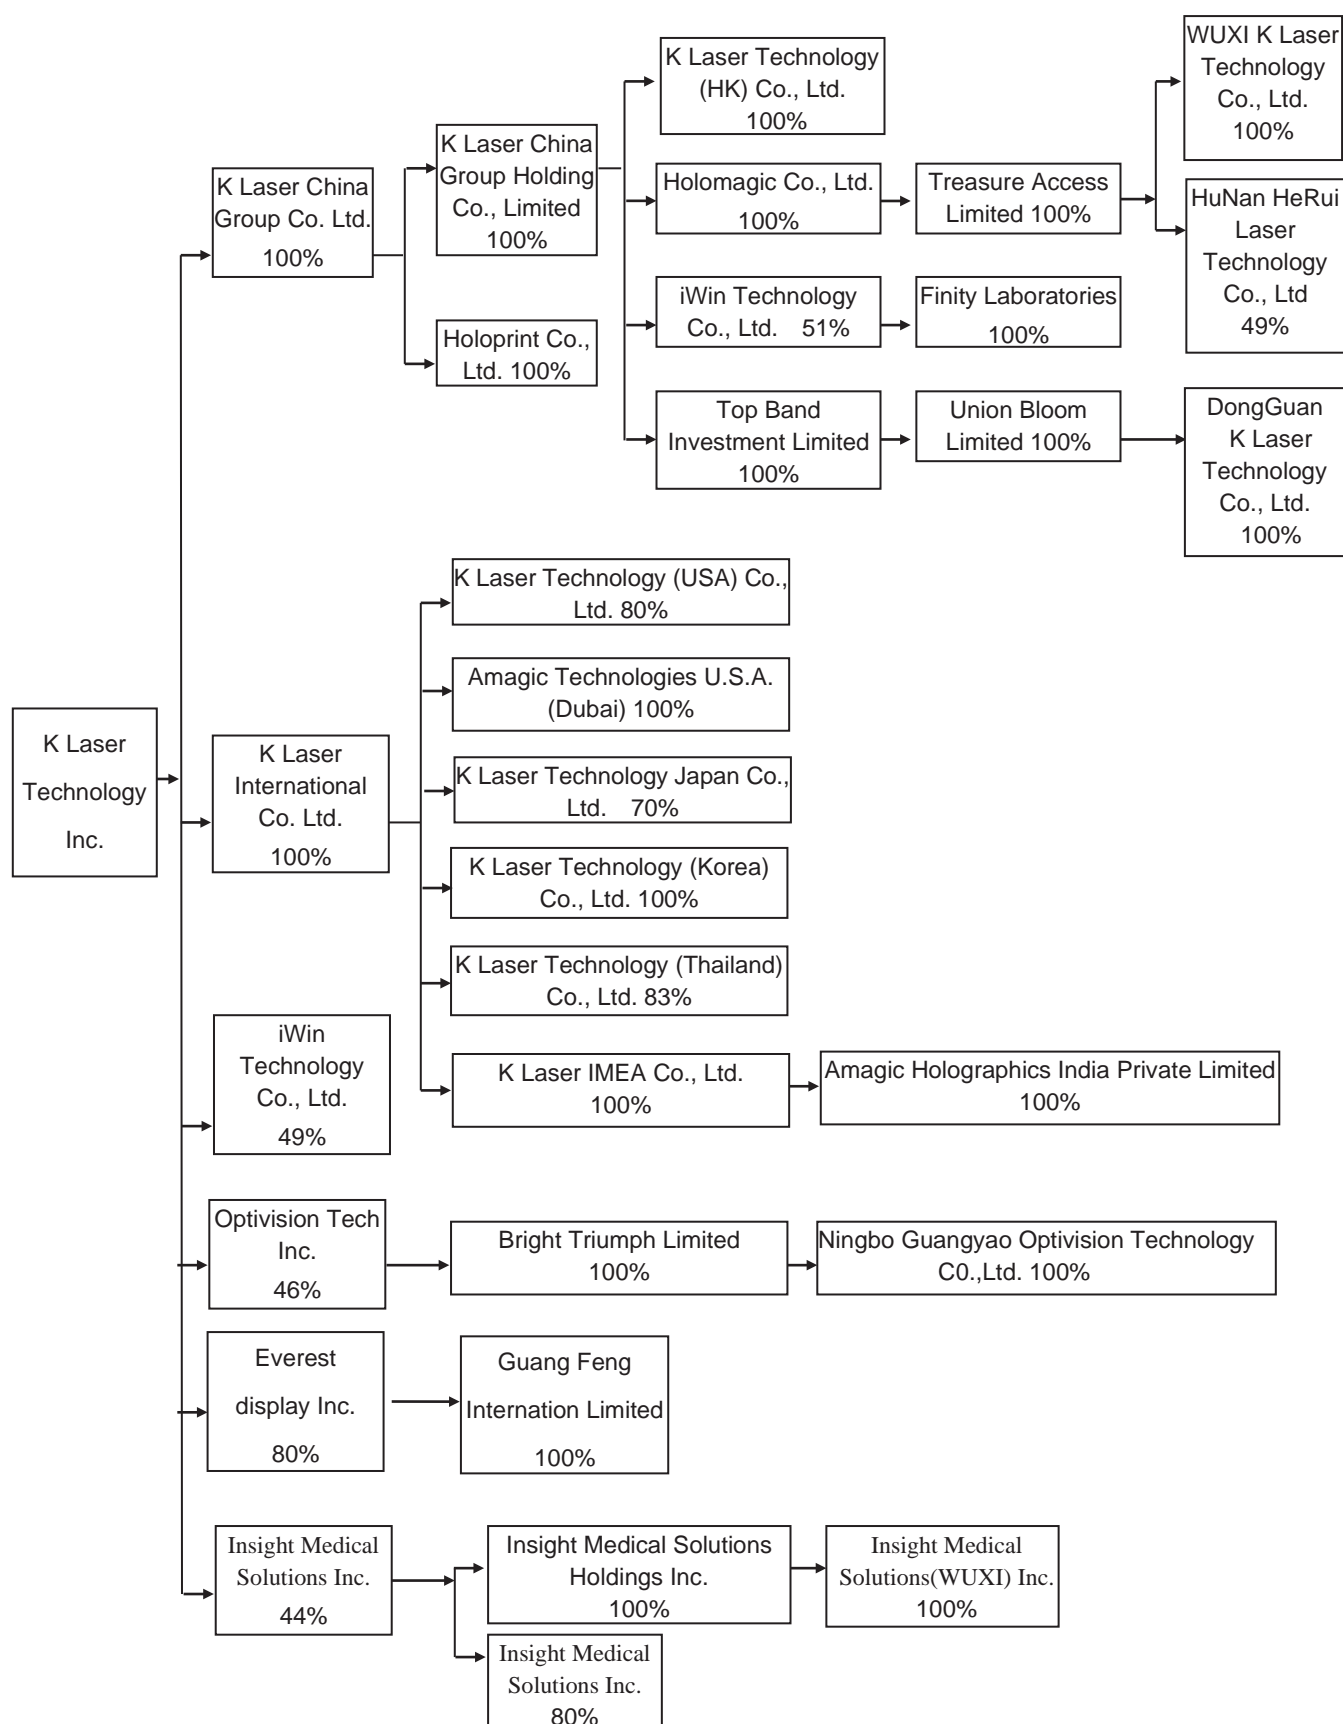 K Laser
Technology
Inc.
K Laser China
Group Co. Ltd.
100%
K Laser China
Group Holding
Co., Limited
100%
Holoprint Co.,
Ltd. 100%
K Laser Technology
(HK) Co., Ltd.
100%
Holomagic Co., Ltd.
100%
Treasure Access
Limited 100%
WUXI K Laser
Technology
Co., Ltd.
100%
HuNan HeRui
Laser
Technology
Co., Ltd
49%
iWin Technology
Co., Ltd. 51%
Finity Laboratories
100%
Top Band
Investment Limited
100%
Union Bloom
Limited 100%
DongGuan
K Laser
Technology
Co., Ltd.
100%
K Laser
International
Co. Ltd.
100%
K Laser Technology (USA) Co.,
Ltd. 80%
Amagic Technologies U.S.A.
(Dubai) 100%
K Laser Technology Japan Co.,
Ltd. 70%
K Laser Technology (Korea)
Co., Ltd. 100%
K Laser Technology (Thailand)
Co., Ltd. 83%
K Laser IMEA Co., Ltd.
100%
Amagic Holographics India Private Limited
100%
iWin
Technology
Co., Ltd.
49%
Optivision Tech
Inc.
46%
Bright Triumph Limited
100%
Ningbo Guangyao Optivision Technology
C0.,Ltd. 100%
Everest
display Inc.
80%
Guang Feng
Internation Limited
100%
Insight Medical
Solutions Inc.
44%
Insight Medical Solutions
Holdings Inc.
100%
Insight Medical
Solutions(WUXI) Inc.
100%
Insight Medical
Solutions Inc.
80%